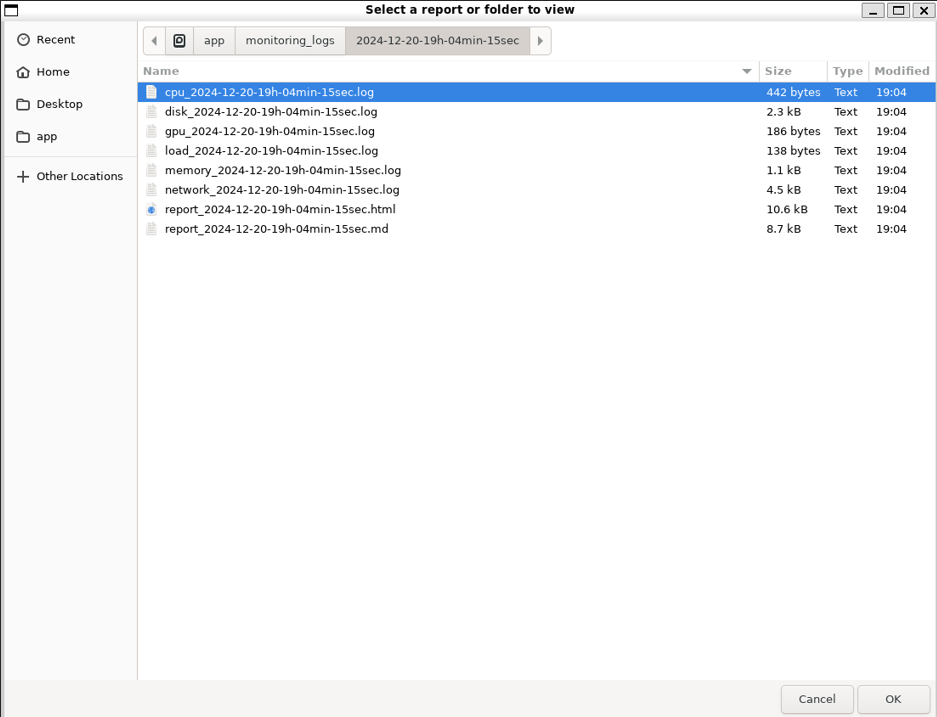 Select a report or folder to view
Recent
Home
Desktop
app
Other Locations
app monitoring_logs 2024-12-20-19h-04min-15sec
Name Size Type Modified
cpu_2024-12-20-19h-04min-15sec.log 442 bytes Text 19:04
disk_2024-12-20-19h-04min-15sec.log 2.3 kB Text 19:04
gpu_2024-12-20-19h-04min-15sec.log 186 bytes Text 19:04
load_2024-12-20-19h-04min-15sec.log 138 bytes Text 19:04
memory_2024-12-20-19h-04min-15sec.log 1.1 kB Text 19:04
network_2024-12-20-19h-04min-15sec.log 4.5 kB Text 19:04
report_2024-12-20-19h-04min-15sec.html 10.6 kB Text 19:04
report_2024-12-20-19h-04min-15sec.md 8.7 kB Text 19:04
Cancel OK